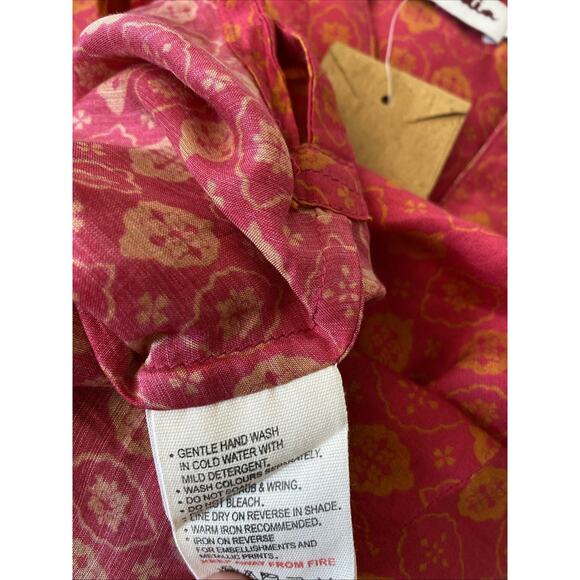 • GENTLE HAND WASH
IN COLD WATER WITH
MILD DETERGENT.
• WASH COLOURS SEPARATELY.
• DO NOT SCRUB & WRING.
• DO NOT BLEACH.
• LINE DRY ON REVERSE IN SHADE.
• WARM IRON RECOMMENDED.
• IRON ON REVERSE
FOR EMBELLISHMENTS AND
METALLIC PRINTS.
KEEP AWAY FROM FIRE